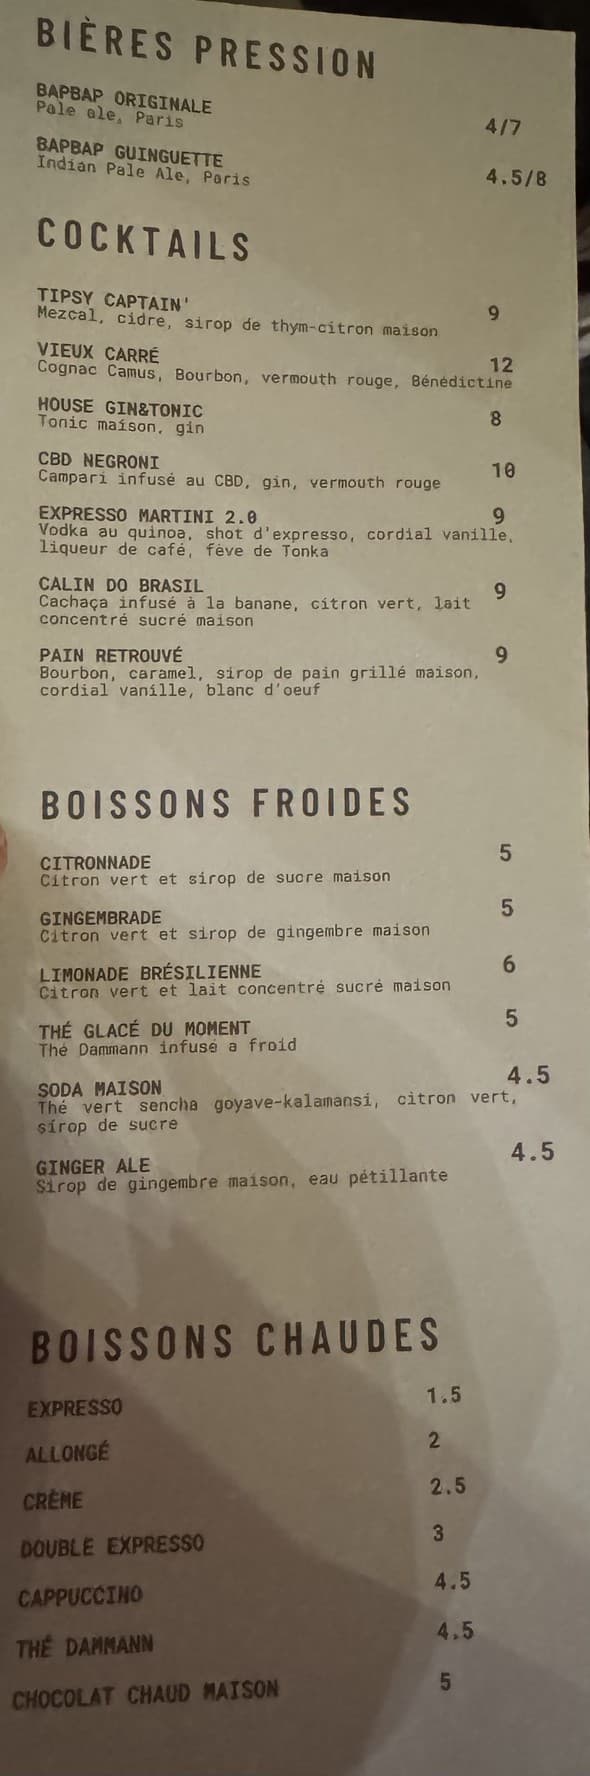 BIÈRES PRESSION
BAPBAP ORIGINALE
Pale ale, Paris
4/7
BAPBAP GUINGUETTE
Indian Pale Ale, Paris
4.5/8
COCKTAILS
TIPSY CAPTAIN'
9
Mezcal, cidre, sirop de thym-citron maison
VIEUX CARRÉ
12
Cognac Camus, Bourbon, vermouth rouge, Bénédictine
HOUSE GIN&TONIC
8
Tonic maison, gin
CBD NEGRONI
10
Campari infusé au CBD, gin, vermouth rouge
EXPRESSO MARTINI 2.0
9
Vodka au quinoa, shot d'expresso, cordial vanille,
liqueur de café, fève de Tonka
CALIN DO BRASIL
9
Cachaça infusé à la banane, citron vert, lait
concentré sucré maison
PAIN RETROUVÉ
9
Bourbon, caramel, sirop de pain grillé maison,
cordial vanille, blanc d'oeuf
BOISSONS FROIDES
CITRONNADE
5
Citron vert et sirop de sucre maison
GINGEMBRADE
5
Citron vert et sirop de gingembre maison
LIMONADE BRÉSILIENNE
6
Citron vert et lait concentré sucré maison
THÉ GLACÉ DU MOMENT
5
Thé Dammann infusé a froid
SODA MAISON
4.5
Thé vert sencha goyave-kalamansi, citron vert,
sirop de sucre
GINGER ALE
4.5
Sirop de gingembre maison, eau pétillante
BOISSONS CHAUDES
EXPRESSO
1.5
ALLONGÉ
2
CRÈME
2.5
DOUBLE EXPRESSO
3
CAPPUCCINO
4.5
THÉ DAMMANN
4.5
CHOCOLAT CHAUD MAISON
5